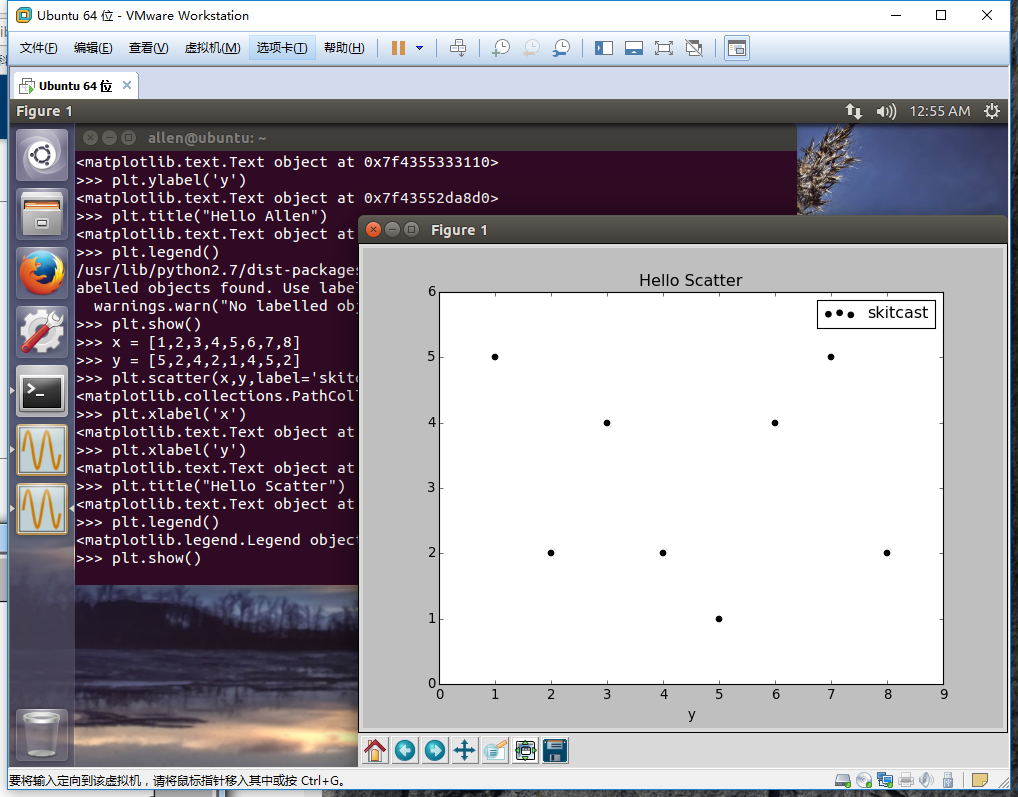 Ubuntu 64 位 - VMware Workstation
文件(F) 编辑(E) 查看(V) 虚拟机(M) 选项卡(T) 帮助(H)
Ubuntu 64 位
Figure 1 12:55 AM
allen@ubuntu: ~
<matplotlib.text.Text object at 0x7f4355333110>
>>> plt.ylabel('y')
<matplotlib.text.Text object at 0x7f43552da8d0>
>>> plt.title("Hello Allen")
<matplotlib.text.Text object at
>>> plt.legend()
/usr/lib/python2.7/dist-packages
abelled objects found. Use label
warnings.warn("No labelled obj
>>> plt.show()
>>> x = [1,2,3,4,5,6,7,8]
>>> y = [5,2,4,2,1,4,5,2]
>>> plt.scatter(x,y,label='skitc
<matplotlib.collections.PathColl
>>> plt.xlabel('x')
<matplotlib.text.Text object at
>>> plt.xlabel('y')
<matplotlib.text.Text object at
>>> plt.title("Hello Scatter")
<matplotlib.text.Text object at
>>> plt.legend()
<matplotlib.legend.Legend object
>>> plt.show()
Figure 1
Hello Scatter
skitcast
6
5
4
3
2
1
0
0 1 2 3 4 5 6 7 8 9
y
要将输入定向到该虚拟机，请将鼠标指针移入其中或按 Ctrl+G。